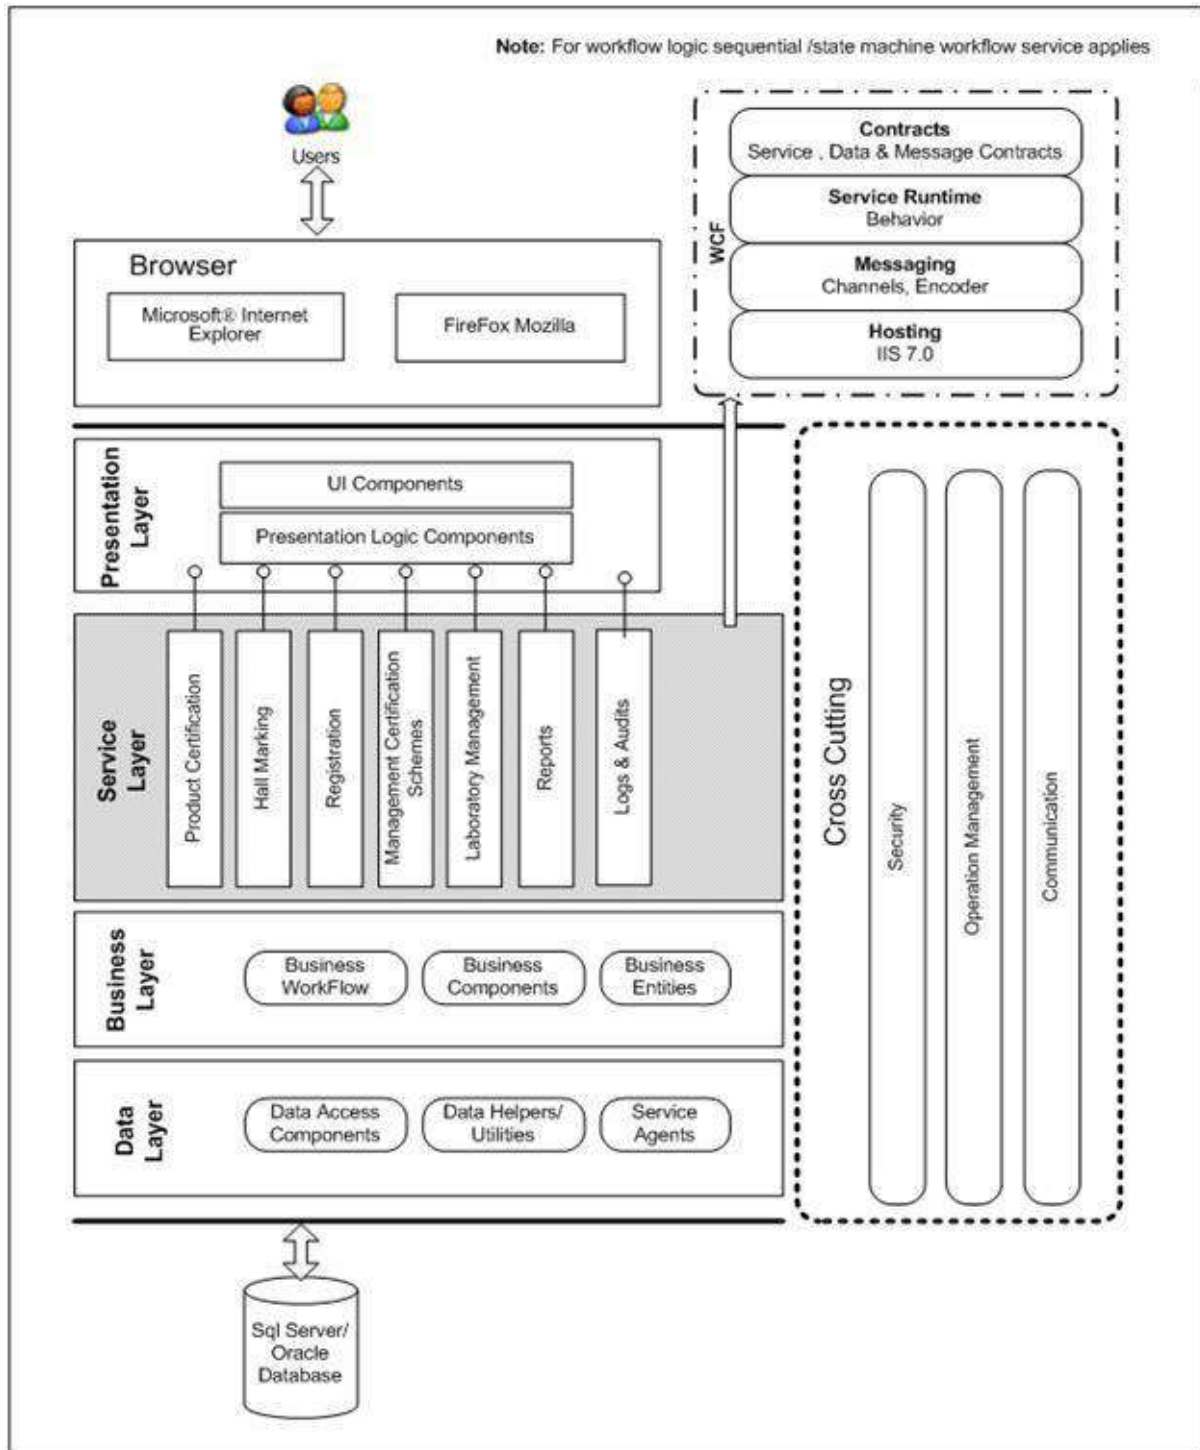 Note: For workflow logic sequential /state machine workflow service applies
Users
Contracts
Service , Data & Message Contracts
Service Runtime
Behavior
Messaging
Channels, Encoder
Hosting
IIS 7.0
WCF
Browser
Microsoft® Internet
Explorer
FireFox Mozilla
Presentation
Layer
UI Components
Presentation Logic Components
Service
Layer
Product Certification
Hall Marking
Registration
Management Certification
Schemes
Laboratory Management
Reports
Logs & Audits
Business
Layer
Business
WorkFlow
Business
Components
Business
Entities
Data
Layer
Data Access
Components
Data Helpers/
Utilities
Service
Agents
Cross Cutting
Security
Operation Management
Communication
Sql Server/
Oracle
Database